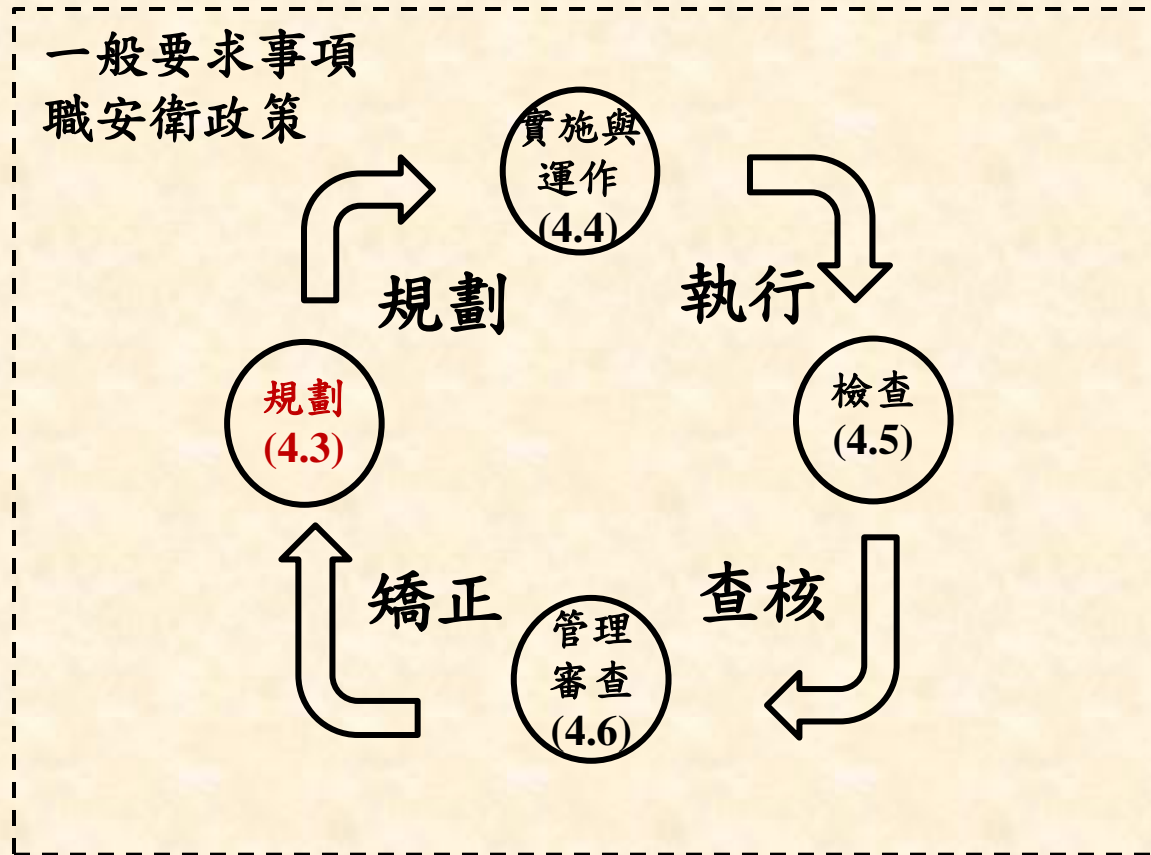 一般要求事項
職安衛政策
實施與
運作
(4.4)
規劃
執行
規劃
(4.3)
檢查
(4.5)
矯正
查核
管理
審查
(4.6)